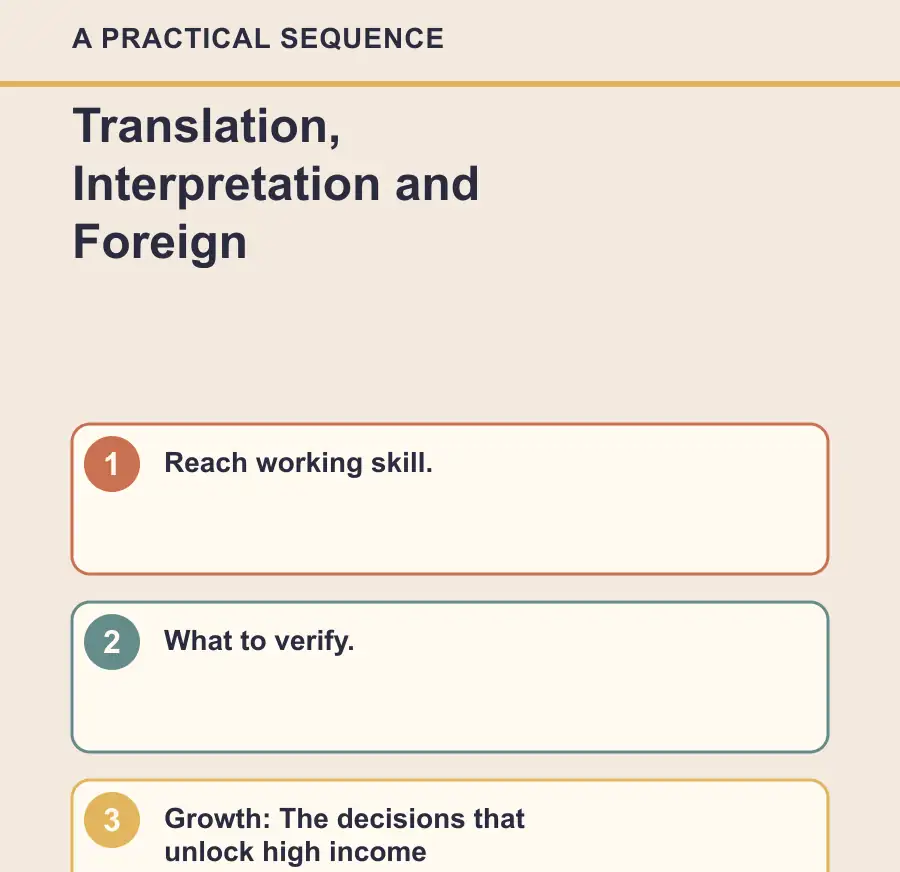 A PRACTICAL SEQUENCE
Translation,
Interpretation and
Foreign
1
Reach working skill.
2
What to verify.
3
Growth: The decisions that
unlock high income